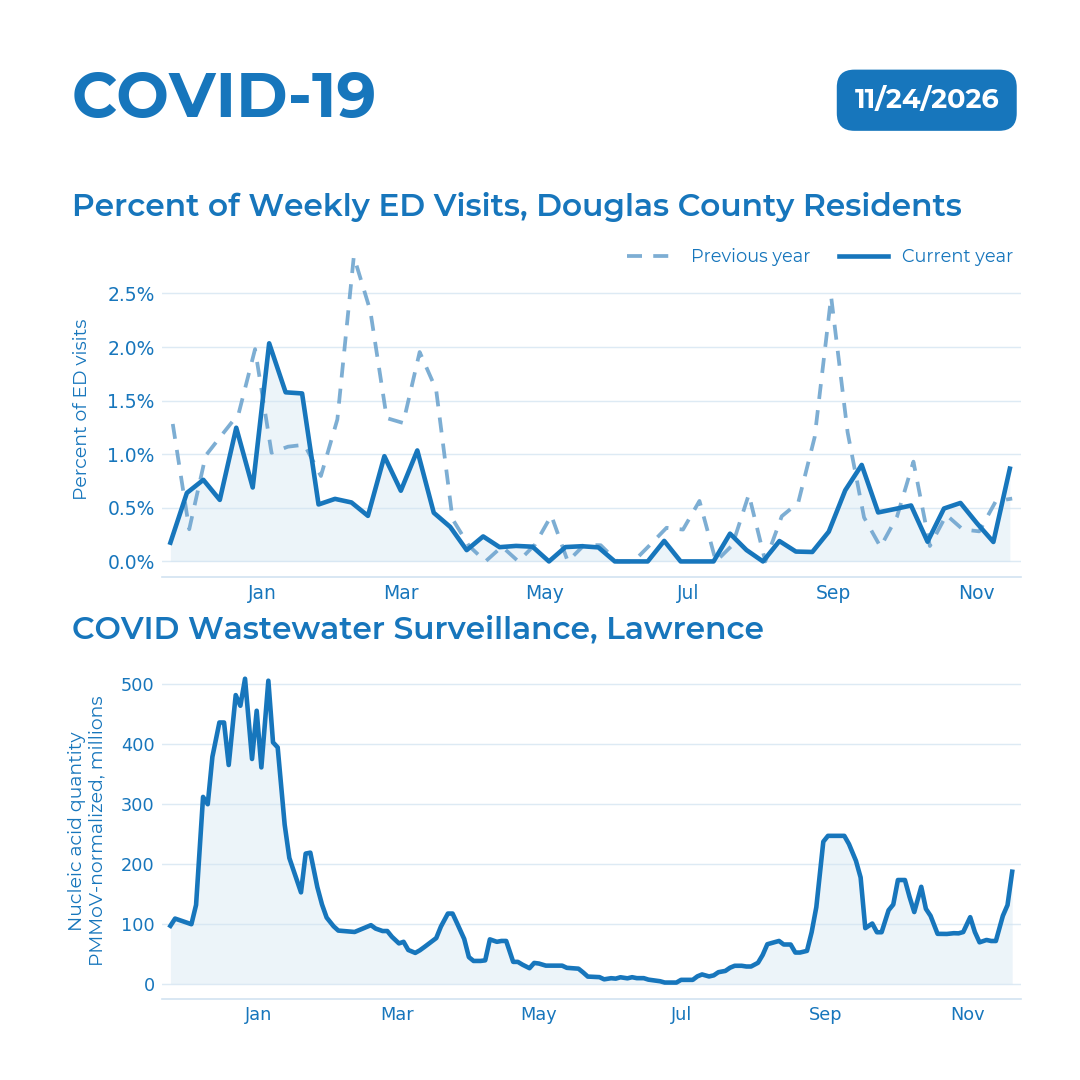 COVID-19
11/24/2026
Percent of Weekly ED Visits, Douglas County Residents
Previous year
Current year
Percent of ED visits
2.5%
2.0%
1.5%
1.0%
0.5%
0.0%
Jan
Mar
May
Jul
Sep
Nov
COVID Wastewater Surveillance, Lawrence
Nucleic acid quantity
PMMoV-normalized, millions
500
400
300
200
100
0
Jan
Mar
May
Jul
Sep
Nov